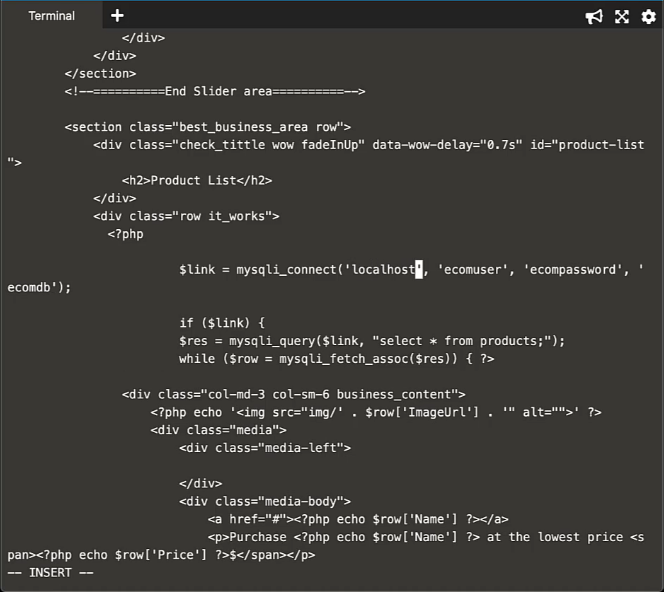 Terminal +
                </div>
            </div>
        </section>
        <!--==========End Slider area==========-->

        <section class="best_business_area row">
            <div class="check_tittle wow fadeInUp" data-wow-delay="0.7s" id="product-list
">
                <h2>Product List</h2>
            </div>
            <div class="row it_works">
              <?php

                        $link = mysqli_connect('localhost', 'ecomuser', 'ecompassword', '
ecomdb');

                        if ($link) {
                        $res = mysqli_query($link, "select * from products;");
                        while ($row = mysqli_fetch_assoc($res)) { ?>

                <div class="col-md-3 col-sm-6 business_content">
                    <?php echo '<img src="img/' . $row['ImageUrl'] . '" alt="">' ?>
                    <div class="media">
                        <div class="media-left">

                        </div>
                        <div class="media-body">
                            <a href="#"><?php echo $row['Name'] ?></a>
                            <p>Purchase <?php echo $row['Name'] ?> at the lowest price <s
pan><?php echo $row['Price'] ?>$</span></p>
-- INSERT --